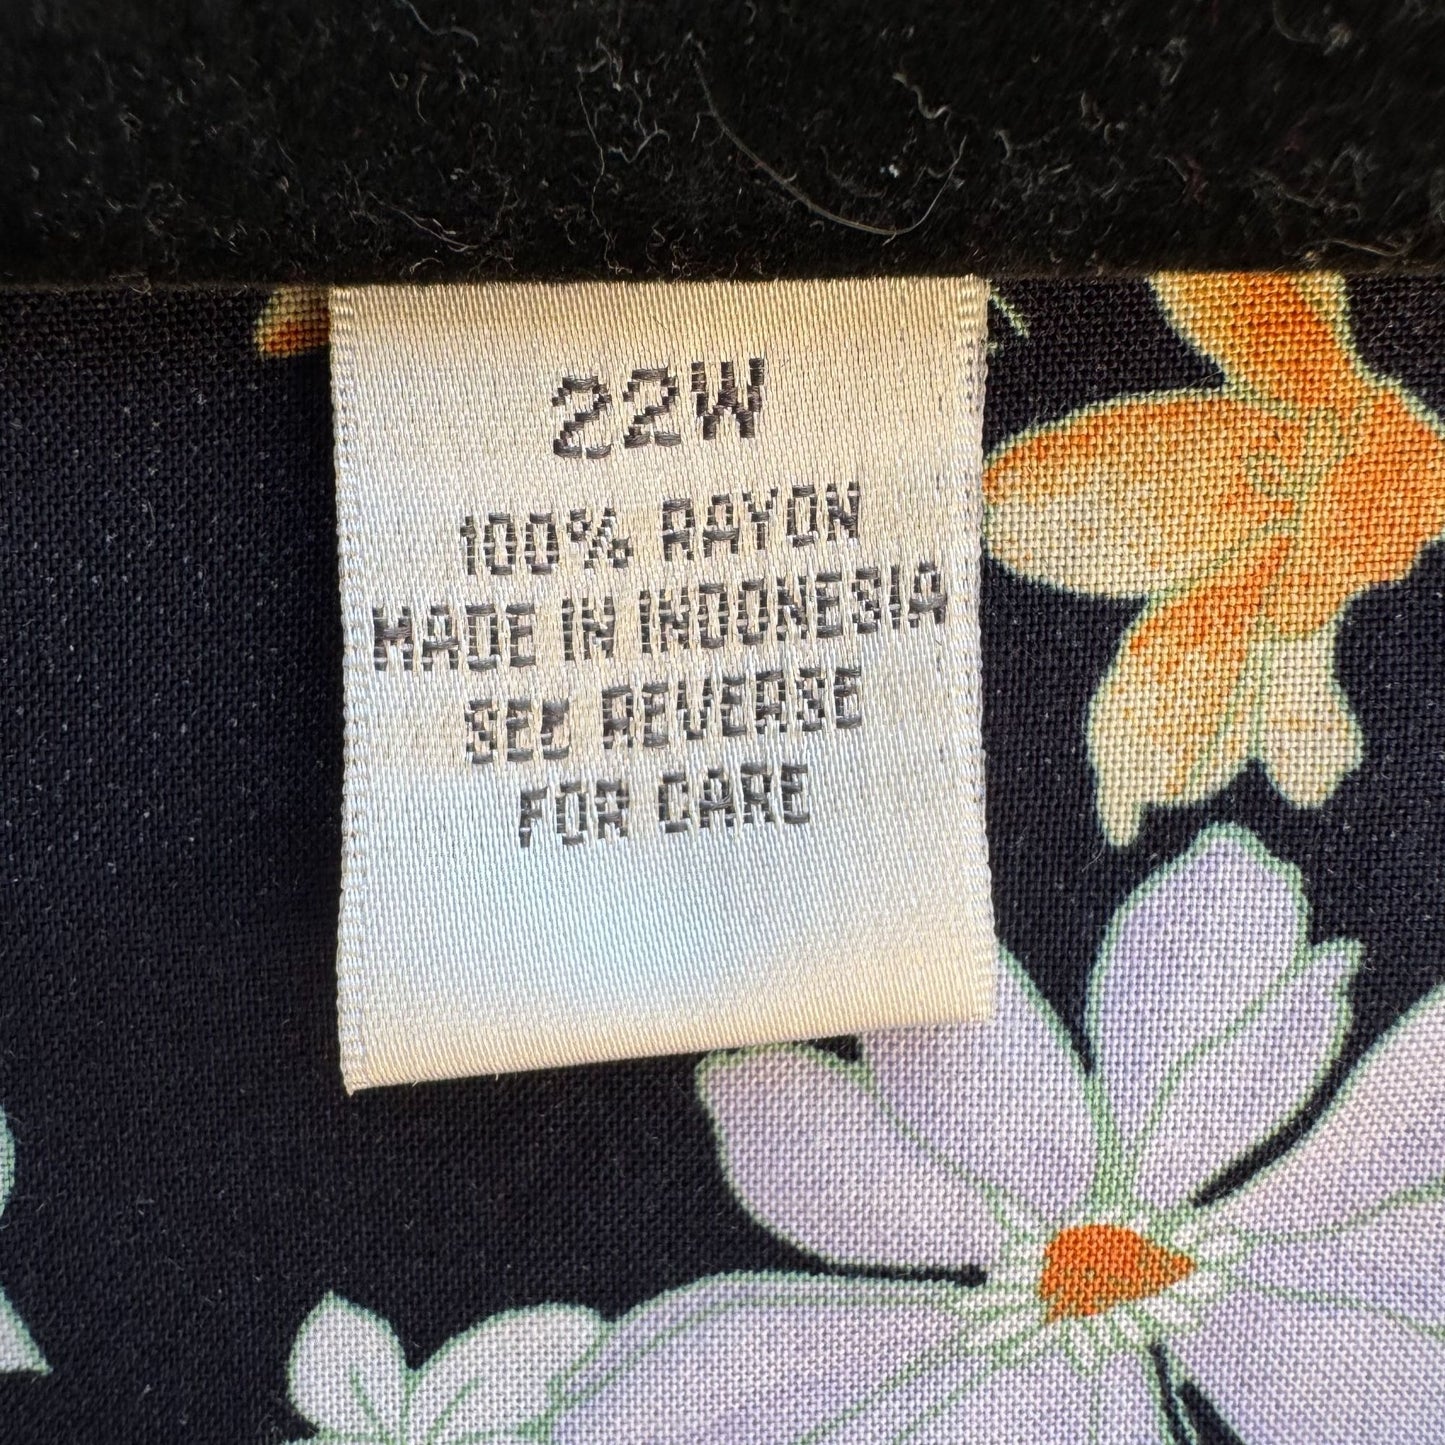 22W
100% RAYON
MADE IN INDONESIA
SEE REVERSE
FOR CARE